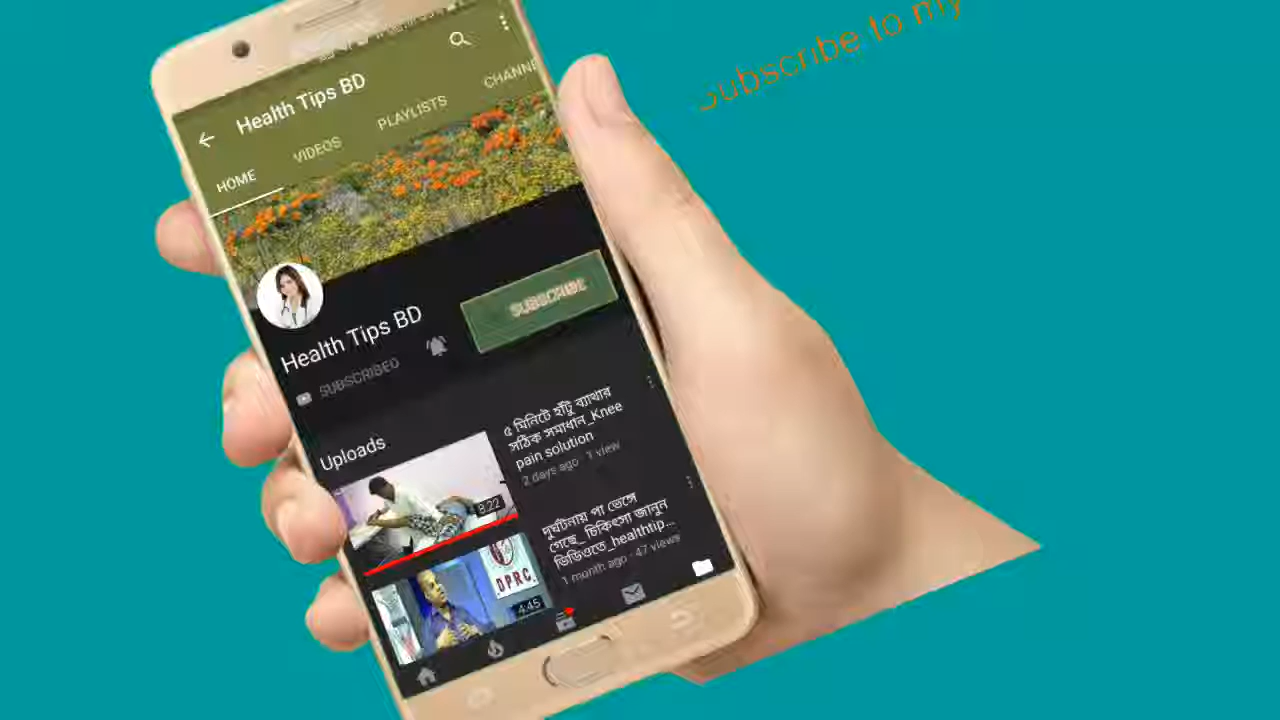 Subscribe to my
Health Tips BD
HOME
VIDEOS
PLAYLISTS
CHANNE
SUBSCRIBE
Health Tips BD
SUBSCRIBED
Uploads
৫ মিনিটে হাঁটু ব্যাথার
সঠিক সমাধান_Knee
pain solution
2 days ago · 1 view
8:22
দুর্ঘটনায় পা ভেঙ্গে
গেছে_ চিকিৎসা জানুন
ভিডিওতে_healthtip...
1 month ago · 47 views
DPRC
4:45